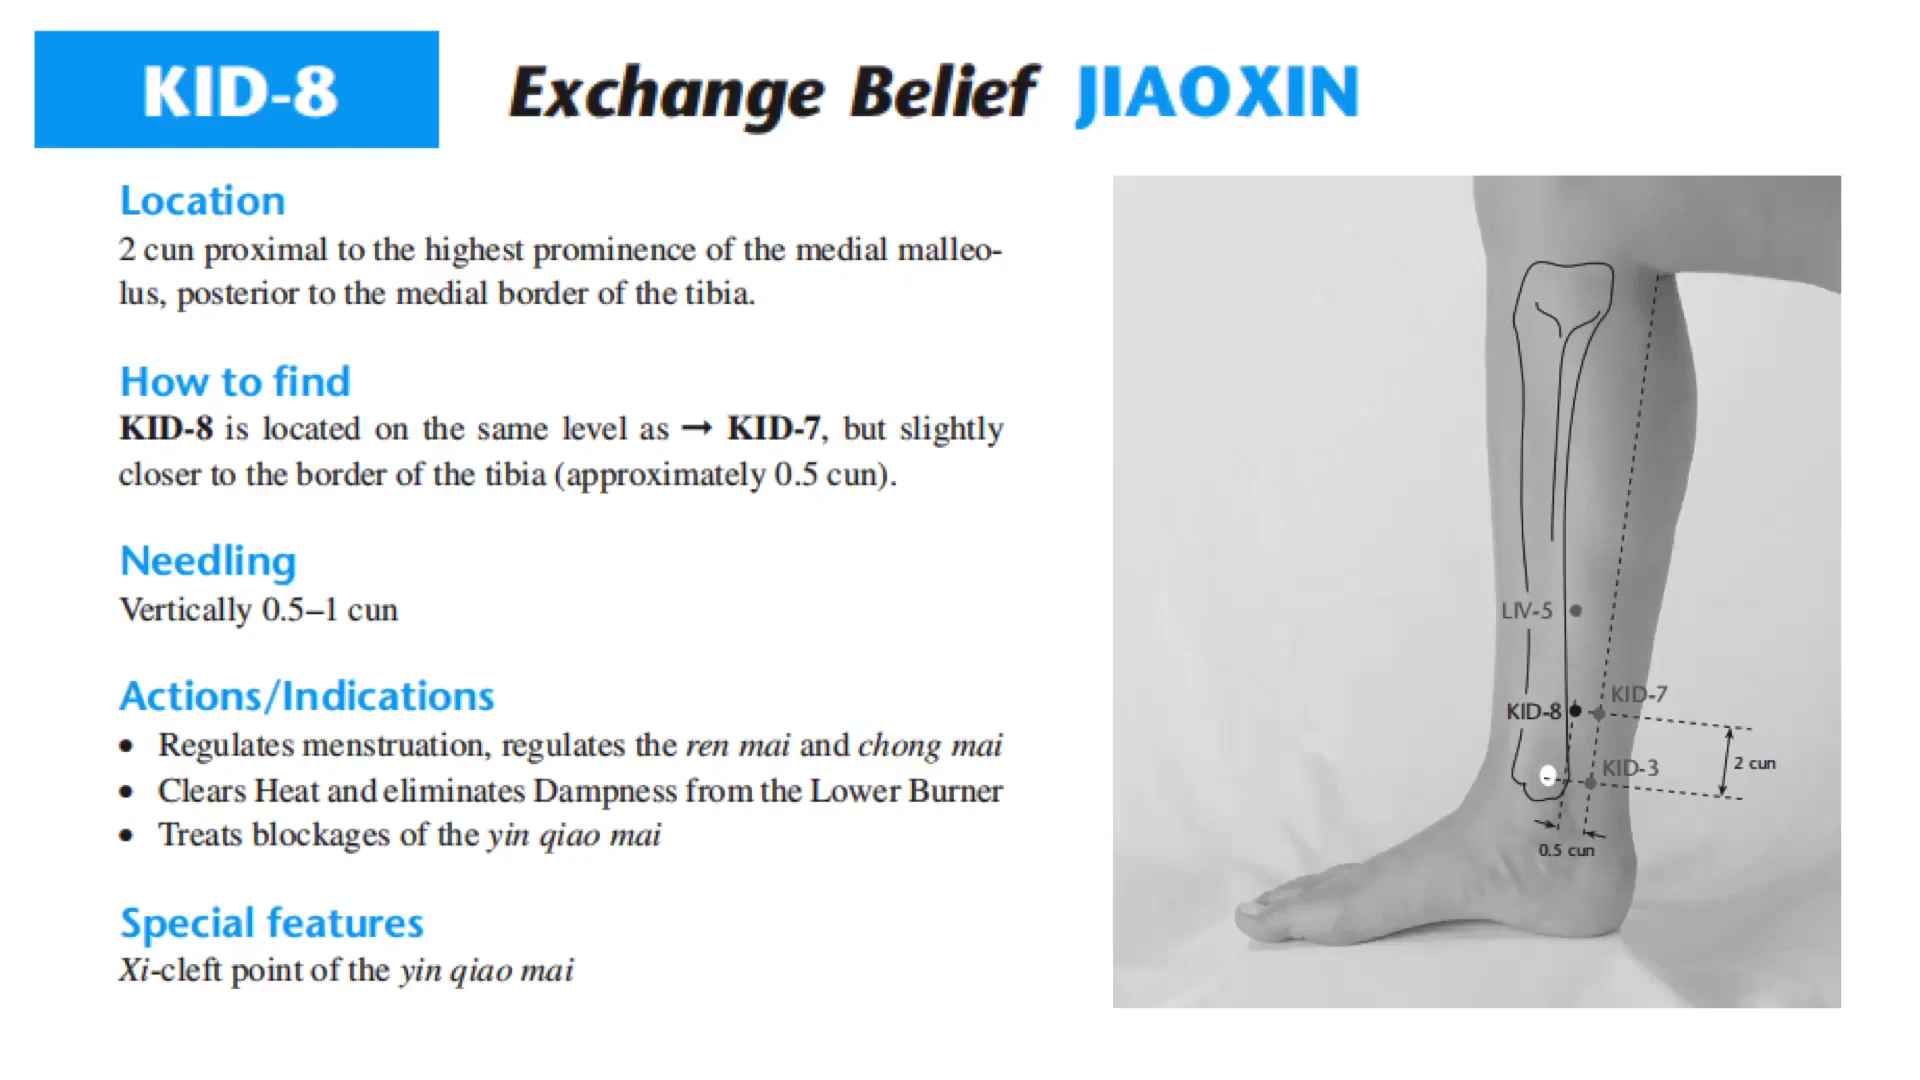 KID-8
Exchange Belief JIAOXIN
Location
2 cun proximal to the highest prominence of the medial malleo-
lus, posterior to the medial border of the tibia.
How to find
KID-8 is located on the same level as → KID-7, but slightly
closer to the border of the tibia (approximately 0.5 cun).
Needling
Vertically 0.5–1 cun
Actions/Indications
• Regulates menstruation, regulates the ren mai and chong mai
• Clears Heat and eliminates Dampness from the Lower Burner
• Treats blockages of the yin qiao mai
Special features
Xi-cleft point of the yin qiao mai
LIV-5
KID-7
KID-8
KID-3
2 cun
0.5 cun